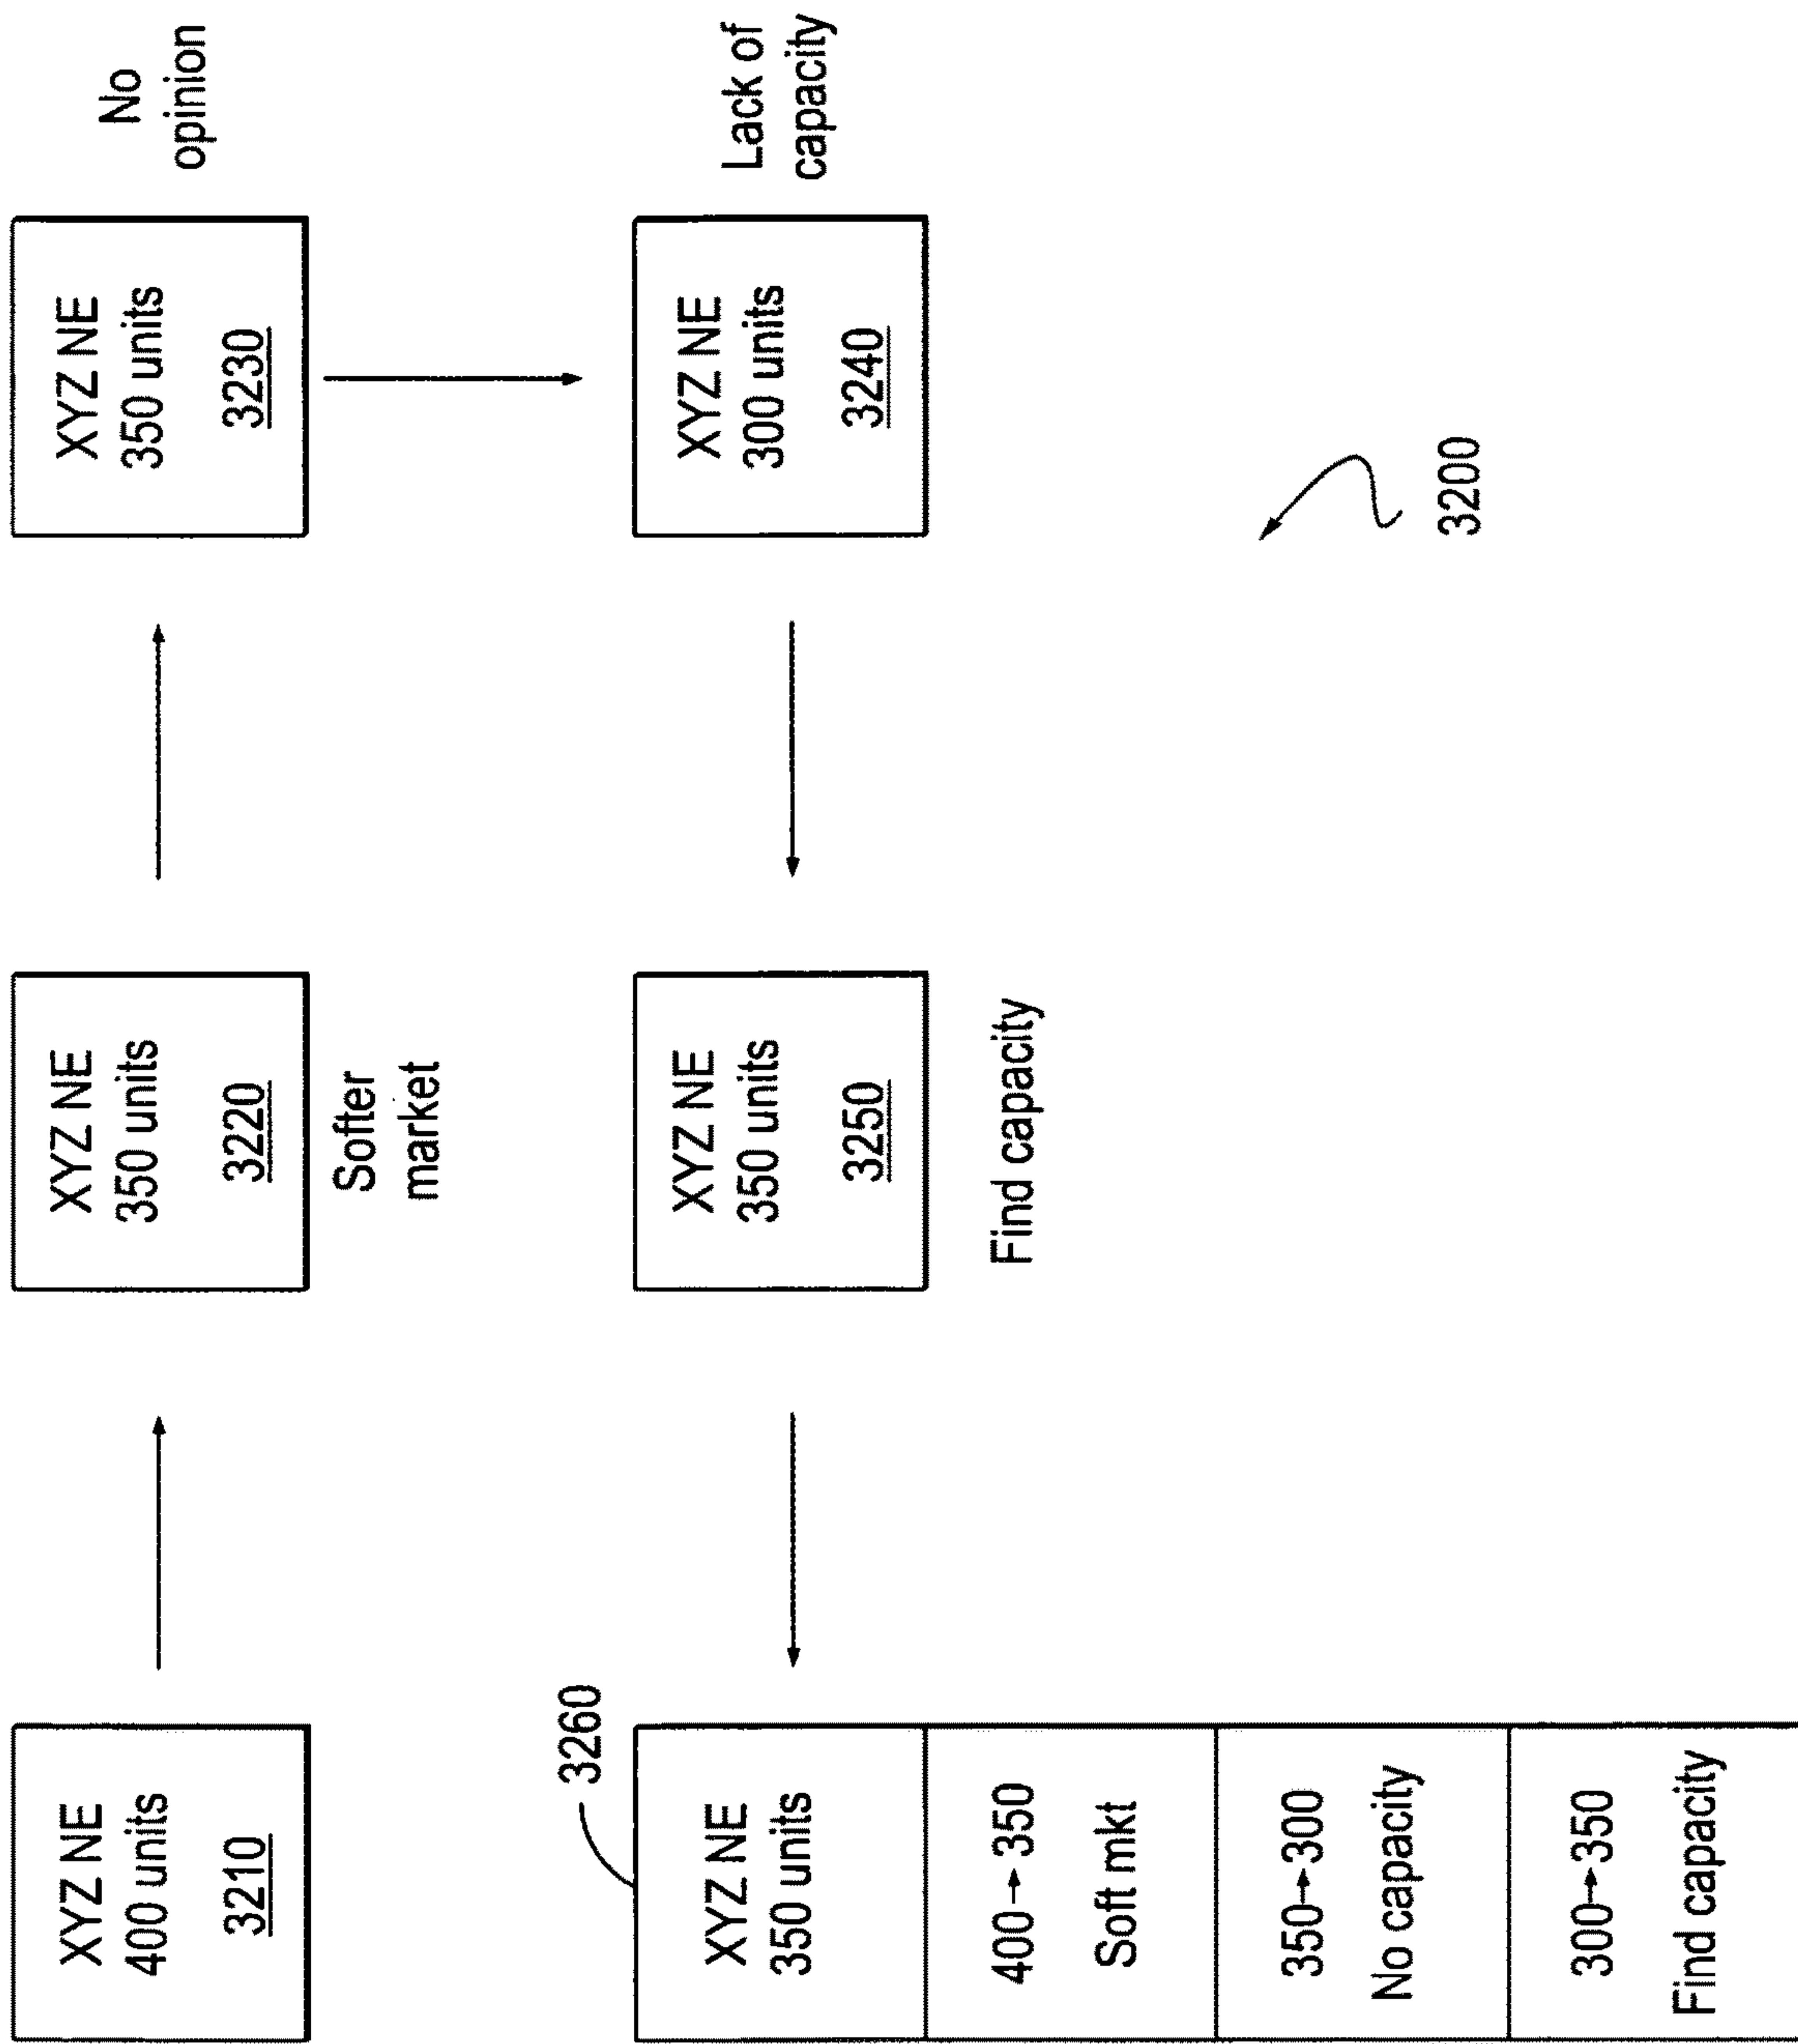 XYZ NE
400 units
3210
XYZ NE
350 units
3220
Softer
market
XYZ NE
350 units
3230
No
opinion
3260
XYZ NE
350 units
400→350
Soft mkt
350→300
No capacity
300→350
Find capacity
XYZ NE
350 units
3250
Find capacity
XYZ NE
300 units
3240
Lack of
capacity
3200